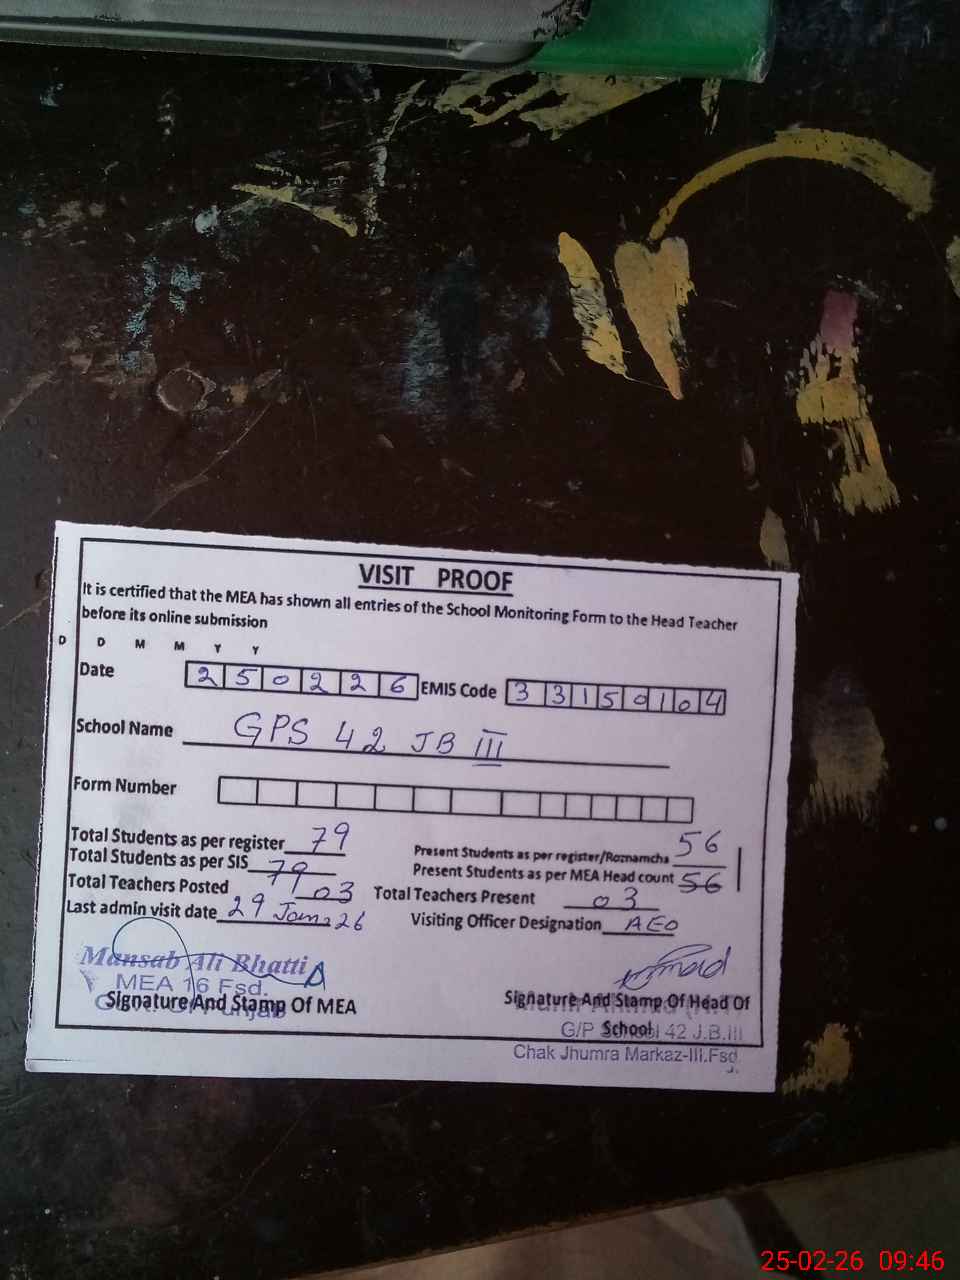 VISIT PROOF
It is certified that the MEA has shown all entries of the School Monitoring Form to the Head Teacher
before its online submission
D D M M Y Y
Date 2 5 0 2 2 6 EMIS Code 3 3 1 5 0 1 0 4
School Name GPS 42 JB III
Form Number
Total Students as per register 79 Present Students as per register/Roznamcha 56
Total Students as per SIS 79 Present Students as per MEA Head count 56
Total Teachers Posted 03 Total Teachers Present 03
Last admin visit date 29 Jan 26 Visiting Officer Designation AEO
Mansab Ali Bhatti
MEA 16 Fsd.
Govt. Of Punjab
Signature And Stamp Of MEA
Signature And Stamp Of Head Of
School
G/P School 42 J.B.III
Chak Jhumra Markaz-III.Fsd.
25-02-26 09:46